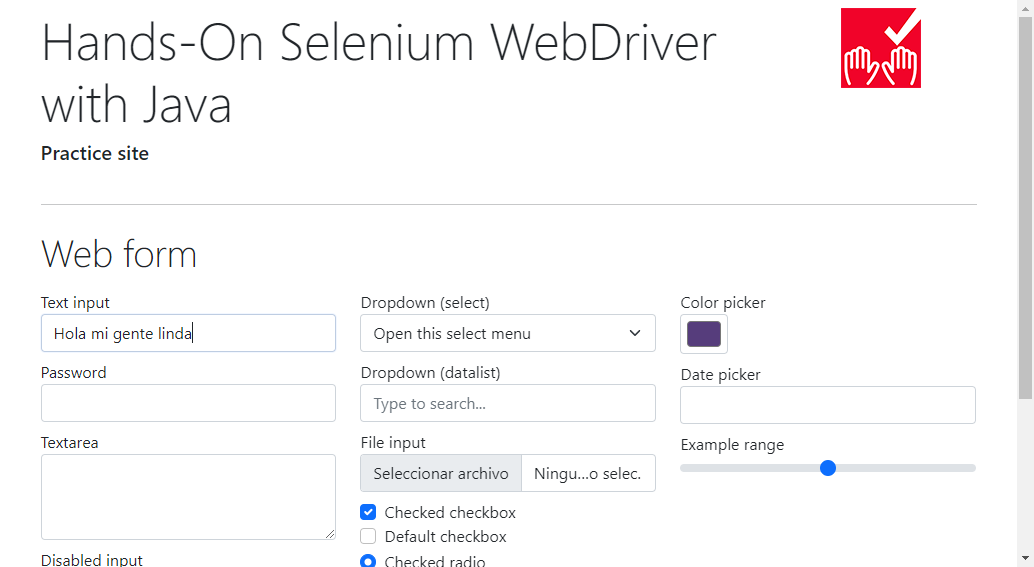 Hands-On Selenium WebDriver
with Java
Practice site
Web form
Text input
Hola mi gente linda
Password
Textarea
Disabled input
Dropdown (select)
Open this select menu
Dropdown (datalist)
Type to search...
File input
Seleccionar archivo Ningu...o selec.
Checked checkbox
Default checkbox
Checked radio
Color picker
Date picker
Example range